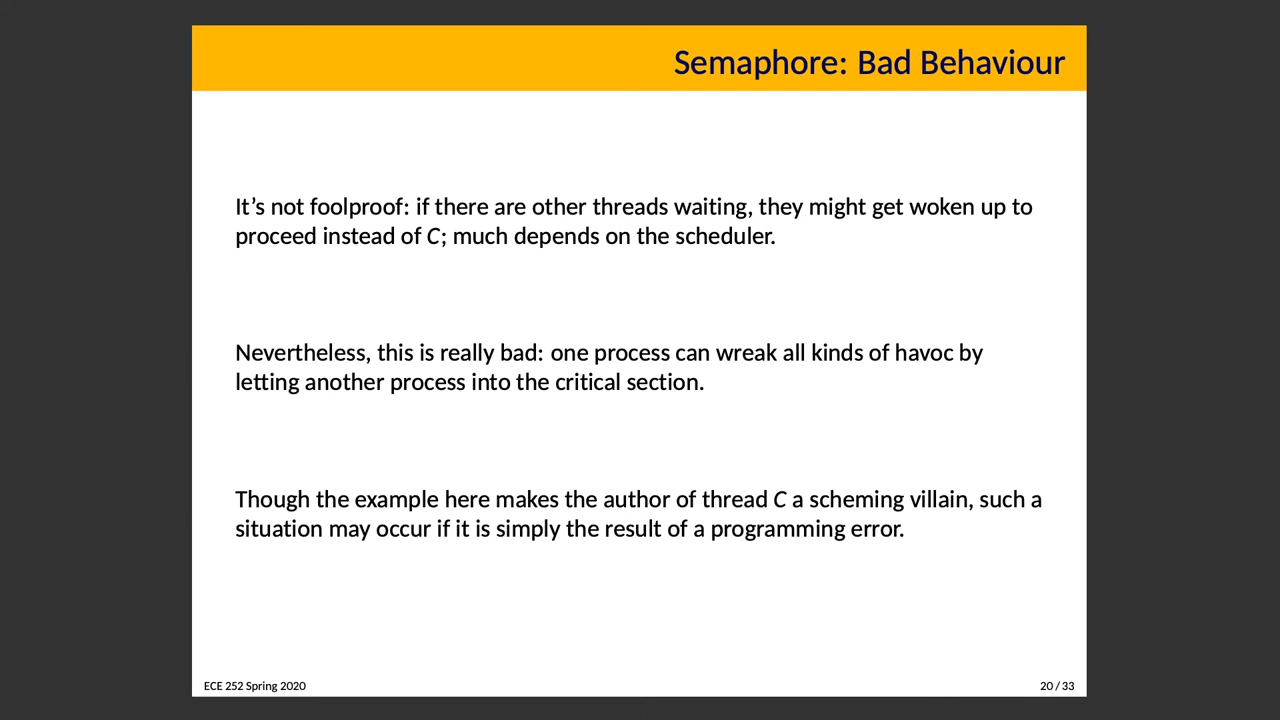 Semaphore: Bad Behaviour
It’s not foolproof: if there are other threads waiting, they might get woken up to
proceed instead of C; much depends on the scheduler.
Nevertheless, this is really bad: one process can wreak all kinds of havoc by
letting another process into the critical section.
Though the example here makes the author of thread C a scheming villain, such a
situation may occur if it is simply the result of a programming error.
ECE 252 Spring 2020
20 / 33